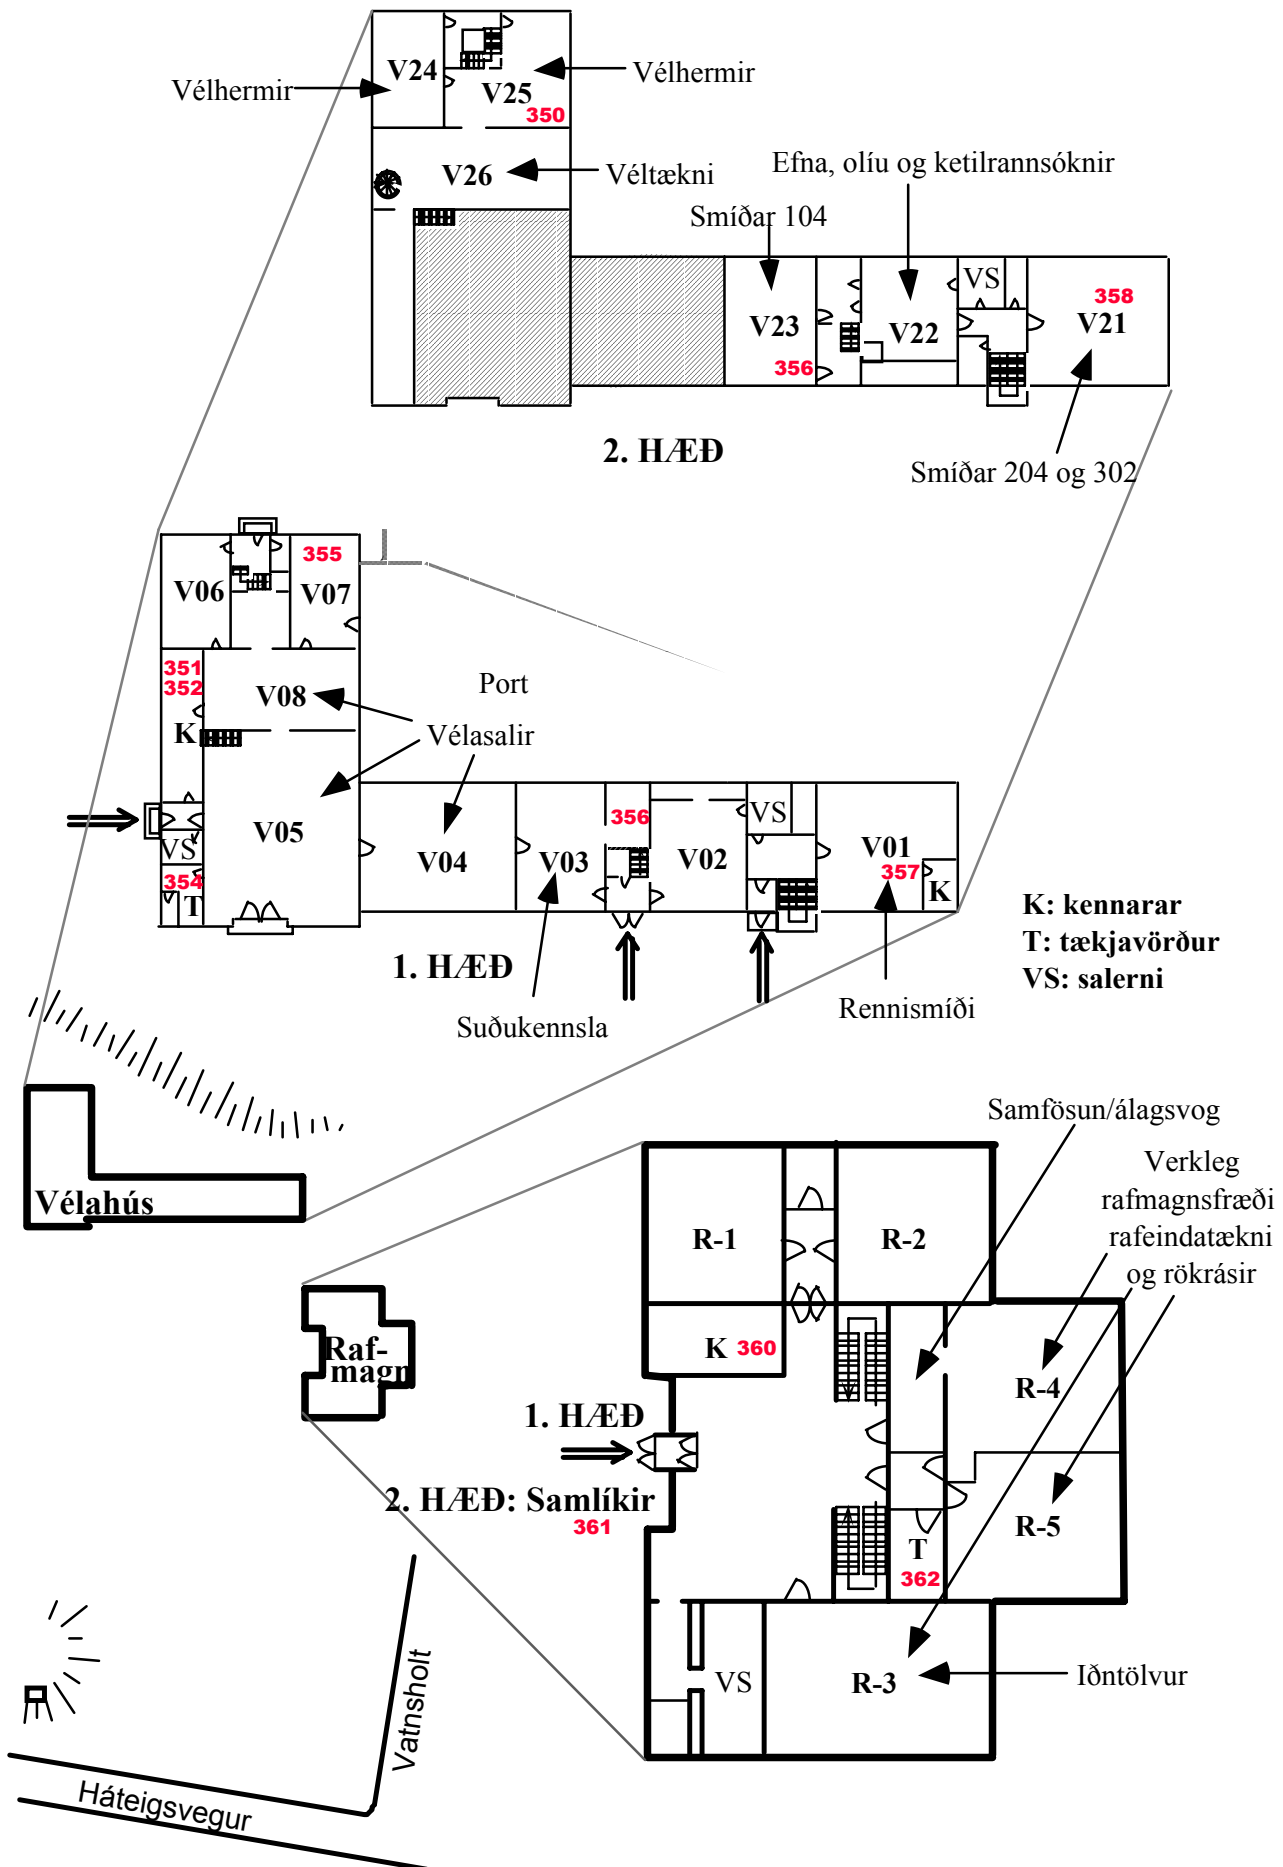 V24
Vélhermir
V25
350
Vélhermir
V26
Véltækni
Efna, olíu og ketilrannsóknir
Smíðar 104
V23
356
V22
VS
358
V21
2. HÆÐ
Smíðar 204 og 302
V06
355
V07
351
352
K
V08
Port
Vélasalir
V05
VS
354
T
V04
V03
356
V02
VS
V01
357
K
1. HÆÐ
Suðukennsla
Rennismíði
K: kennarar
T: tækjavörður
VS: salerni
Vélahús
Raf-
magn
Samfösun/álagsvog
Verkleg
rafmagnsfræði
rafeindatækni
og rökrásir
R-1
R-2
K 360
R-4
1. HÆÐ
2. HÆÐ: Samlíkir
361
R-5
T
362
VS
R-3
Iðntölvur
Vatnsholt
Háteigsvegur